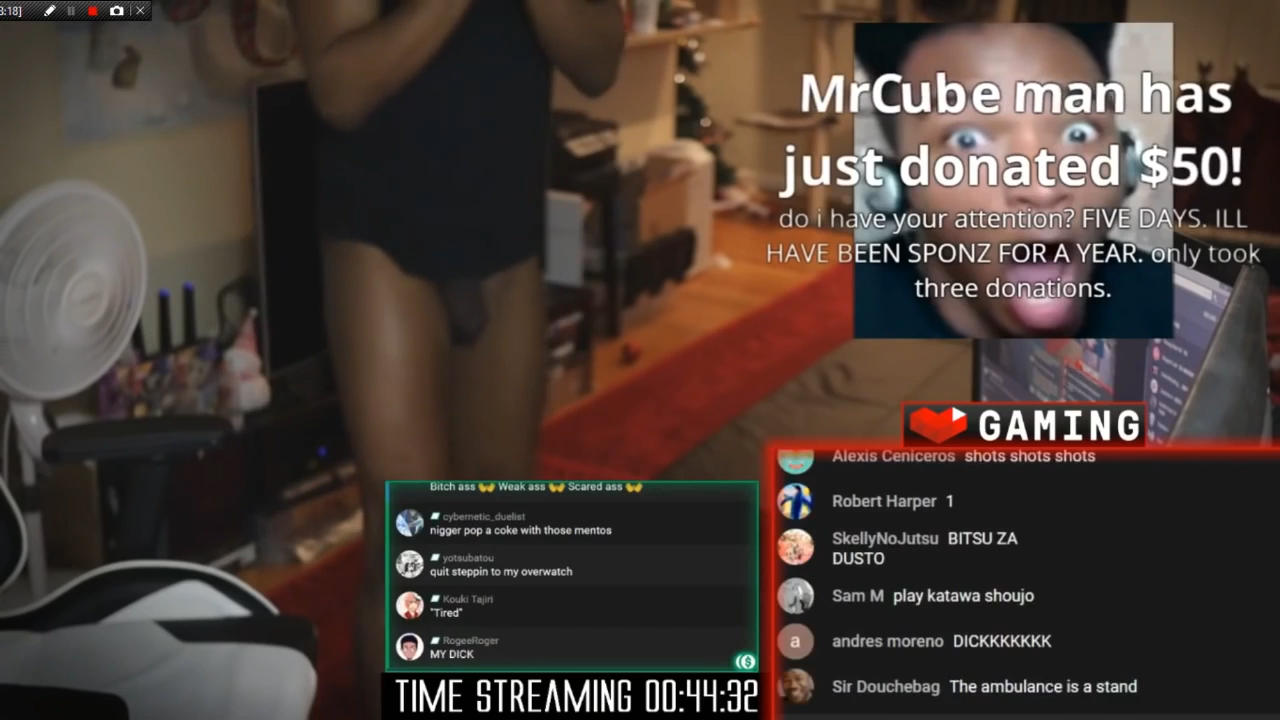 3:18]
MrCube man has
just donated $50!
do i have your attention? FIVE DAYS. ILL
HAVE BEEN SPONZ FOR A YEAR. only took
three donations.
GAMING
Alexis Ceniceros shots shots shots
Robert Harper 1
SkellyNoJutsu BITSU ZA
DUSTO
Sam M play katawa shoujo
a andres moreno DICKKKKKKK
Sir Douchebag The ambulance is a stand
Bitch ass Weak ass Scared ass
cybernetic_duelist
nigger pop a coke with those mentos
yotsubatou
quit steppin to my overwatch
Kouki Tajiri
"Tired"
RogeeRoger
MY DICK
TIME STREAMING 00:44:32